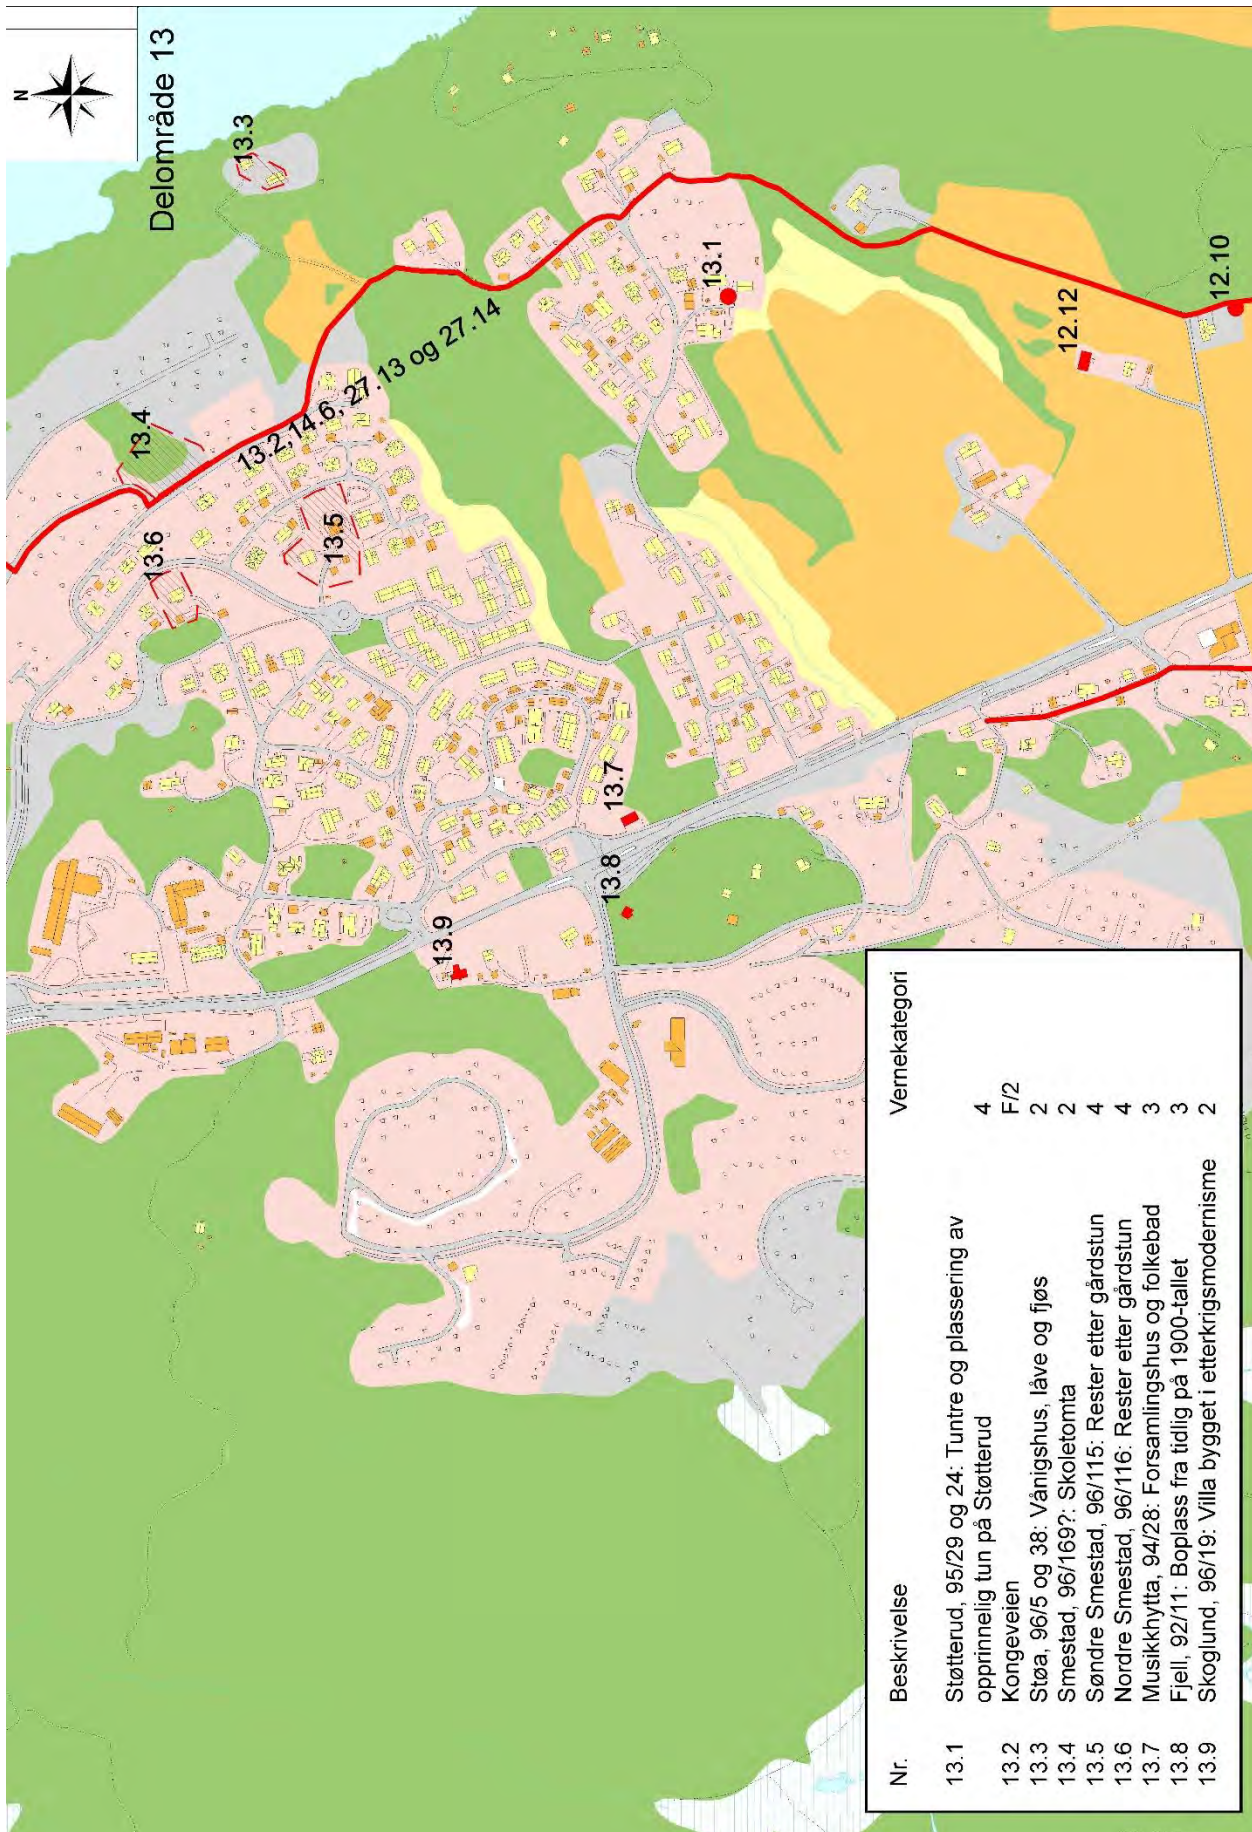 N
Delområde 13
13.3
13.4
13.2,14.6, 27.13 og 27.14
13.6
13.5
13.1
12.12
12.10
13.7
13.8
13.9
Nr. Beskrivelse Vernekategori
13.1 Støtterud, 95/29 og 24: Tuntre og plassering av
opprinnelig tun på Støtterud 4
13.2 Kongeveien F/2
13.3 Støa, 96/5 og 38: Vånigshus, låve og fjøs 2
13.4 Smestad, 96/169?: Skoletomta 2
13.5 Søndre Smestad, 96/115: Rester etter gårdstun 4
13.6 Nordre Smestad, 96/116: Rester etter gårdstun 4
13.7 Musikkhytta, 94/28: Forsamlingshus og folkebad 3
13.8 Fjell, 92/11: Boplass fra tidlig på 1900-tallet 3
13.9 Skoglund, 96/19: Villa bygget i etterkrigsmodernisme 2